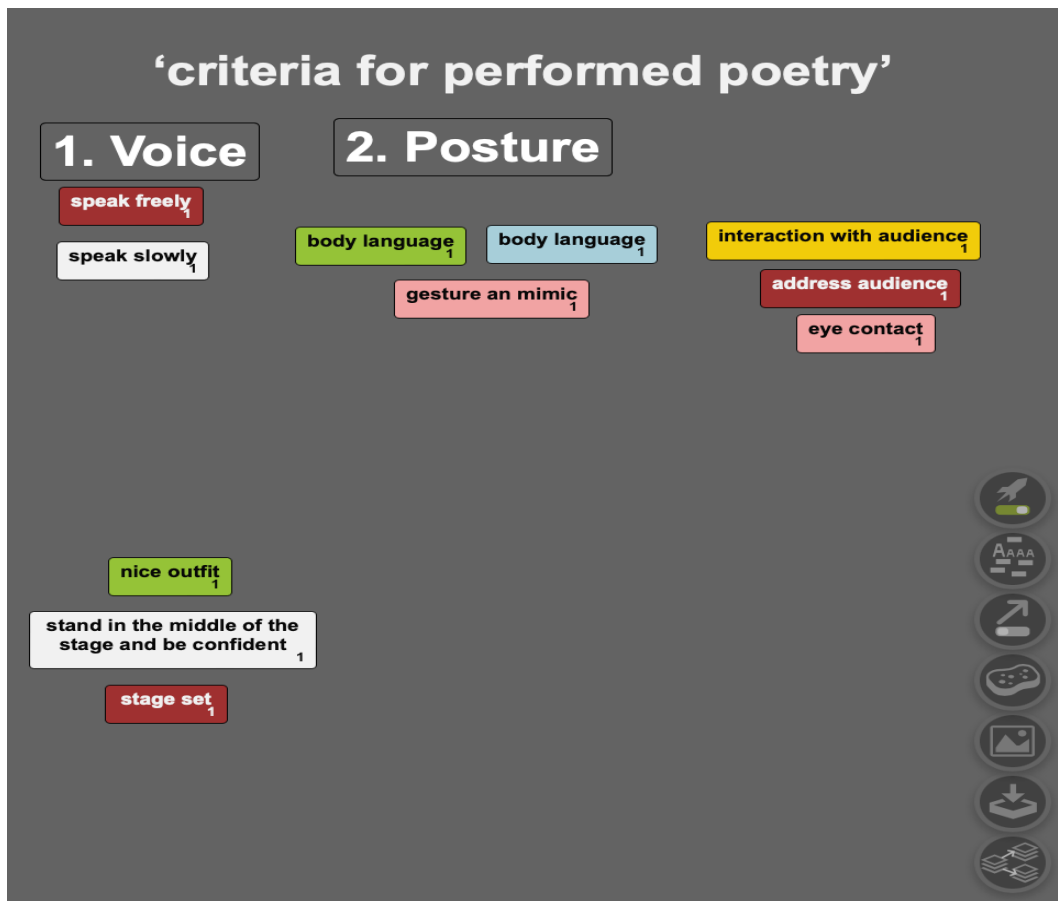 ‘criteria for performed poetry’
1. Voice
2. Posture
speak freely
1
speak slowly
1
body language
1
body language
1
gesture an mimic
1
interaction with audience
1
address audience
1
eye contact
1
nice outfit
1
stand in the middle of the
stage and be confident
1
stage set
1
AAAA